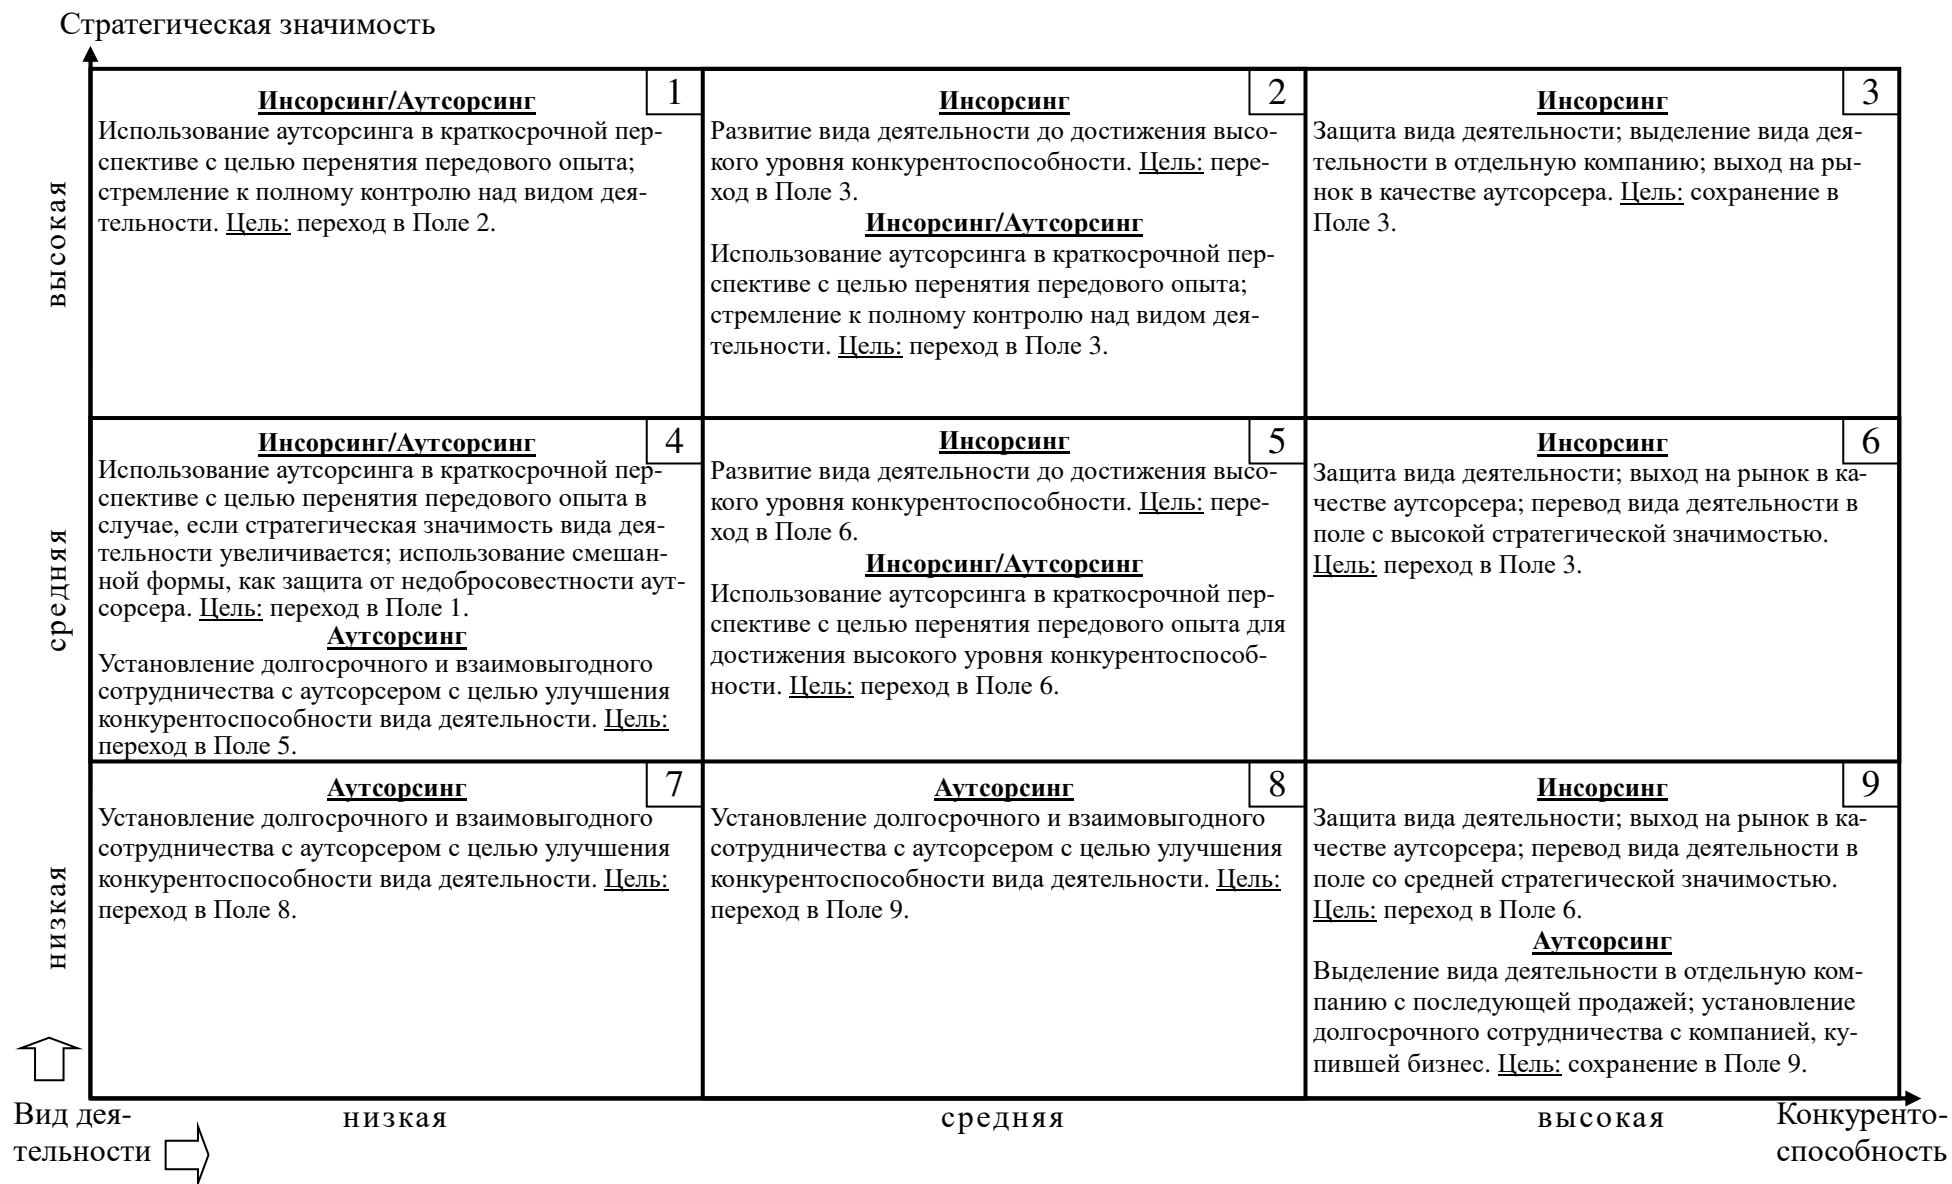 Стратегическая значимость
высокая
1
Инсорсинг/Аутсорсинг
Использование аутсорсинга в краткосрочной пер-
спективе с целью перенятия передового опыта;
стремление к полному контролю над видом дея-
тельности. Цель: переход в Поле 2.
2
Инсорсинг
Развитие вида деятельности до достижения высо-
кого уровня конкурентоспособности. Цель: пере-
ход в Поле 3.
Инсорсинг/Аутсорсинг
Использование аутсорсинга в краткосрочной пер-
спективе с целью перенятия передового опыта;
стремление к полному контролю над видом дея-
тельности. Цель: переход в Поле 3.
3
Инсорсинг
Защита вида деятельности; выделение вида дея-
тельности в отдельную компанию; выход на ры-
нок в качестве аутсорсера. Цель: сохранение в
Поле 3.
средняя
4
Инсорсинг/Аутсорсинг
Использование аутсорсинга в краткосрочной пер-
спективе с целью перенятия передового опыта в
случае, если стратегическая значимость вида дея-
тельности увеличивается; использование смешан-
ной формы, как защита от недобросовестности аут-
сорсера. Цель: переход в Поле 1.
Аутсорсинг
Установление долгосрочного и взаимовыгодного
сотрудничества с аутсорсером с целью улучшения
конкурентоспособности вида деятельности. Цель:
переход в Поле 5.
5
Инсорсинг
Развитие вида деятельности до достижения высо-
кого уровня конкурентоспособности. Цель: пере-
ход в Поле 6.
Инсорсинг/Аутсорсинг
Использование аутсорсинга в краткосрочной пер-
спективе с целью перенятия передового опыта для
достижения высокого уровня конкурентоспособ-
ности. Цель: переход в Поле 6.
6
Инсорсинг
Защита вида деятельности; выход на рынок в ка-
честве аутсорсера; перевод вида деятельности в
поле с высокой стратегической значимостью.
Цель: переход в Поле 3.
низкая
7
Аутсорсинг
Установление долгосрочного и взаимовыгодного
сотрудничества с аутсорсером с целью улучшения
конкурентоспособности вида деятельности. Цель:
переход в Поле 8.
8
Аутсорсинг
Установление долгосрочного и взаимовыгодного
сотрудничества с аутсорсером с целью улучшения
конкурентоспособности вида деятельности. Цель:
переход в Поле 9.
9
Инсорсинг
Защита вида деятельности; выход на рынок в ка-
честве аутсорсера; перевод вида деятельности в
поле со средней стратегической значимостью.
Цель: переход в Поле 6.
Аутсорсинг
Выделение вида деятельности в отдельную ком-
панию с последующей продажей; установление
долгосрочного сотрудничества с компанией, ку-
пившей бизнес. Цель: сохранение в Поле 9.
Вид дея-
тельности
низкая
средняя
высокая
Конкуренто-
способность